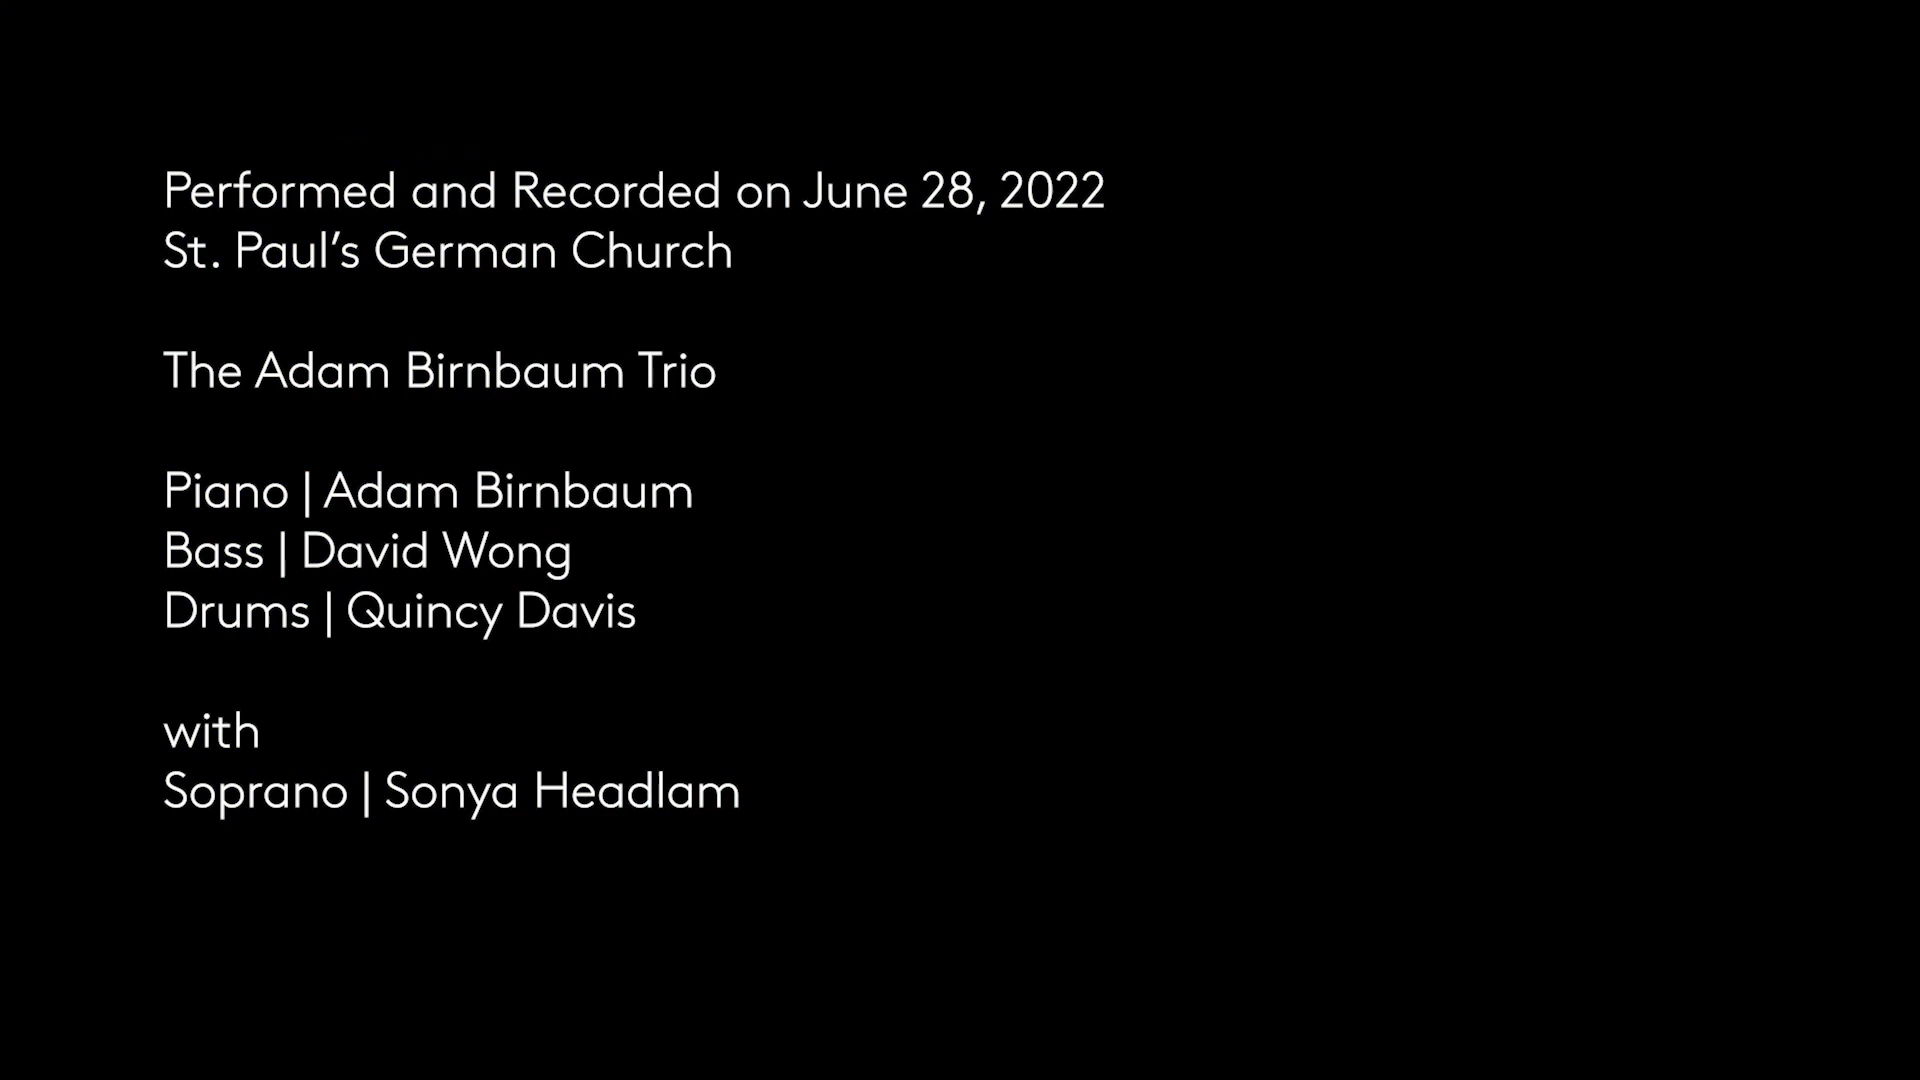 Performed and Recorded on June 28, 2022
St. Paul’s German Church
The Adam Birnbaum Trio
Piano | Adam Birnbaum
Bass | David Wong
Drums | Quincy Davis
with
Soprano | Sonya Headlam